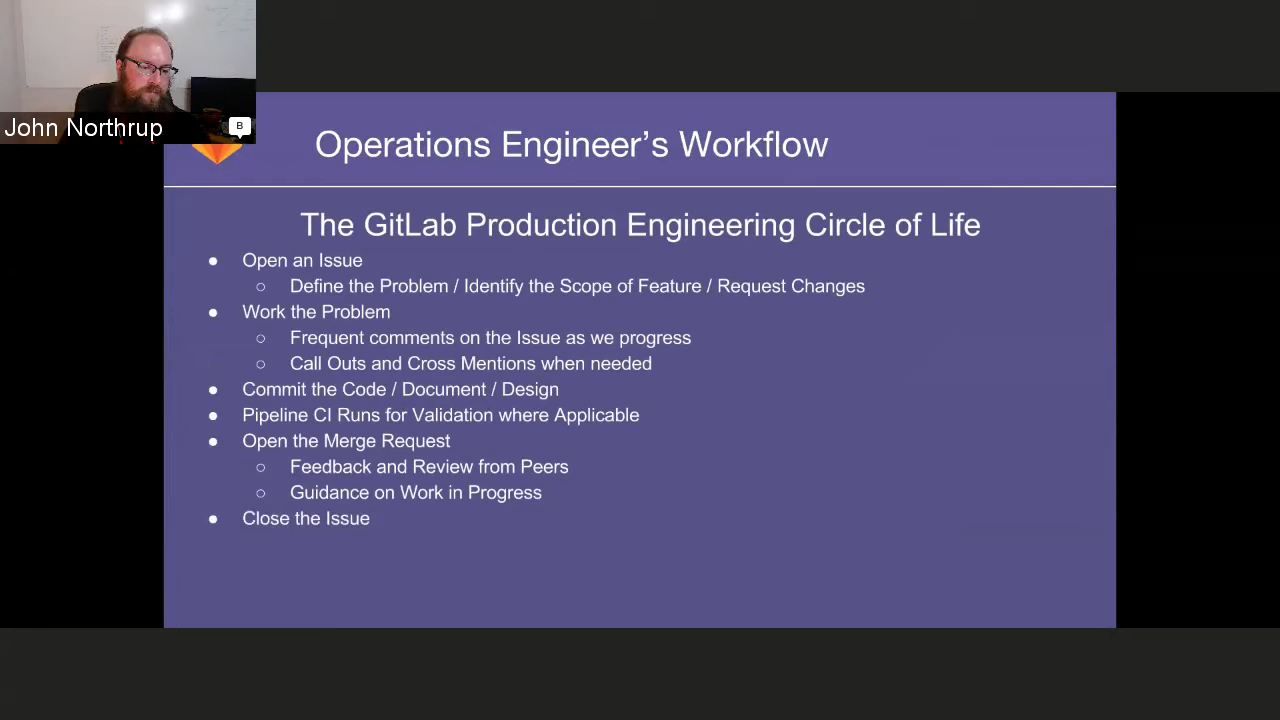 John Northrup
B
Operations Engineer’s Workflow
The GitLab Production Engineering Circle of Life
● Open an Issue
○ Define the Problem / Identify the Scope of Feature / Request Changes
● Work the Problem
○ Frequent comments on the Issue as we progress
○ Call Outs and Cross Mentions when needed
● Commit the Code / Document / Design
● Pipeline CI Runs for Validation where Applicable
● Open the Merge Request
○ Feedback and Review from Peers
○ Guidance on Work in Progress
● Close the Issue